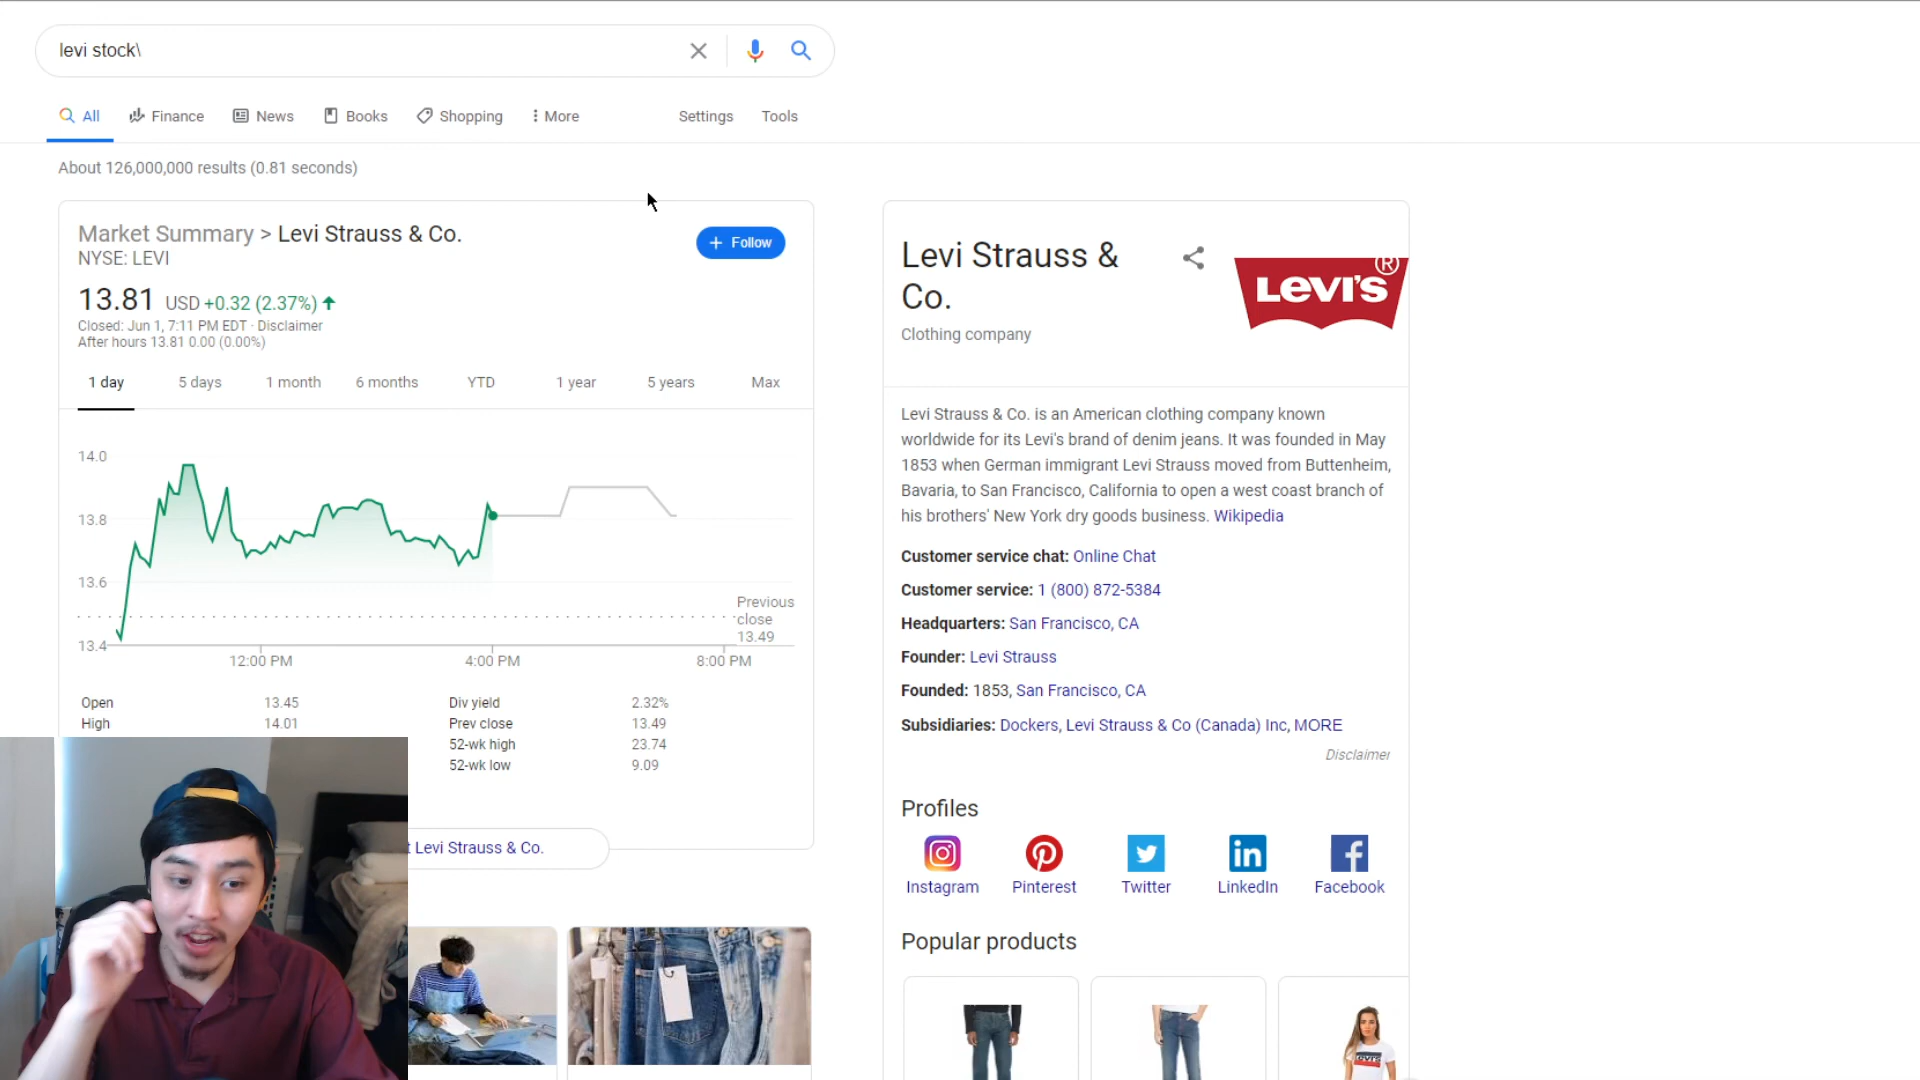 levi stock\
All
Finance
News
Books
Shopping
More
Settings
Tools
About 126,000,000 results (0.81 seconds)
Market Summary > Levi Strauss & Co.
NYSE: LEVI
+ Follow
13.81 USD +0.32 (2.37%)
Closed: Jun 1, 7:11 PM EDT · Disclaimer
After hours 13.81 0.00 (0.00%)
1 day
5 days
1 month
6 months
YTD
1 year
5 years
Max
14.0
13.8
13.6
13.4
Previous
close
13.49
12:00 PM
4:00 PM
8:00 PM
Open 13.45
High 14.01
Div yield 2.32%
Prev close 13.49
52-wk high 23.74
52-wk low 9.09
t Levi Strauss & Co.
Levi Strauss &
Co.
Clothing company
LEVI'S®
Levi Strauss & Co. is an American clothing company known
worldwide for its Levi's brand of denim jeans. It was founded in May
1853 when German immigrant Levi Strauss moved from Buttenheim,
Bavaria, to San Francisco, California to open a west coast branch of
his brothers' New York dry goods business. Wikipedia
Customer service chat: Online Chat
Customer service: 1 (800) 872-5384
Headquarters: San Francisco, CA
Founder: Levi Strauss
Founded: 1853, San Francisco, CA
Subsidiaries: Dockers, Levi Strauss & Co (Canada) Inc, MORE
Disclaimer
Profiles
Instagram
Pinterest
Twitter
LinkedIn
Facebook
Popular products
LEVI'S